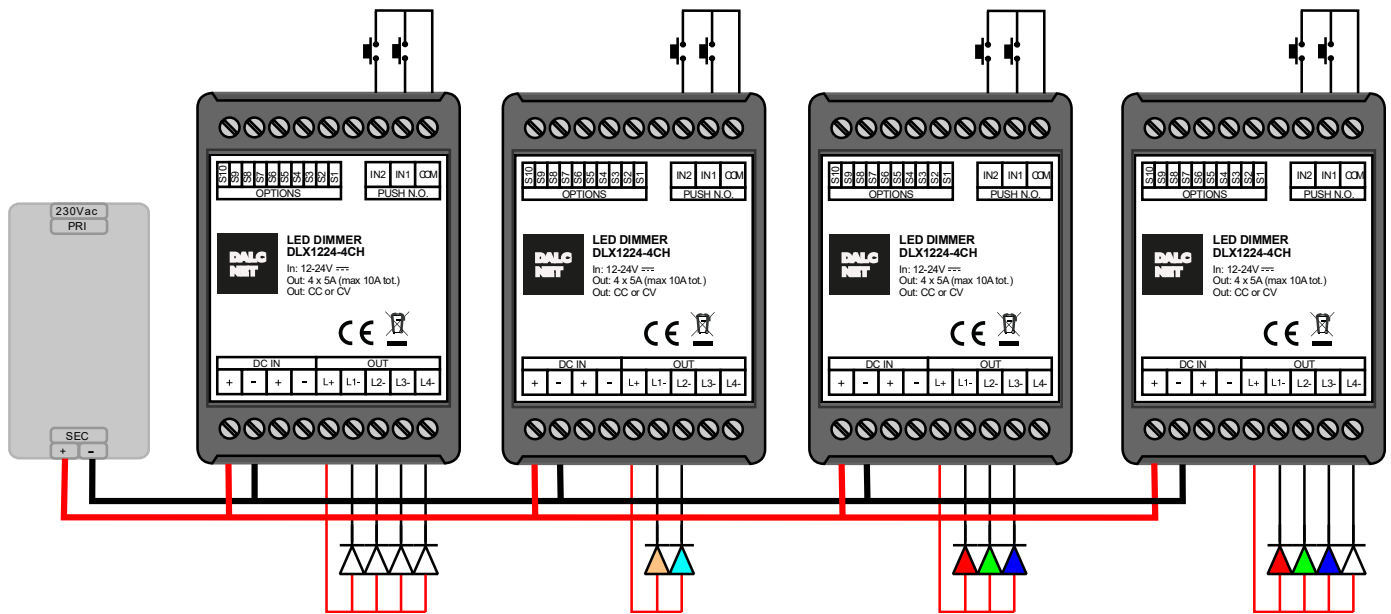 230Vac
PRI
SEC
+ -
S10 S9 S8 S7 S6 S5 S4 S3 S2 S1
OPTIONS
IN2 IN1 COM
PUSH N.O.
DALC
NET
LED DIMMER
DLX1224-4CH
In: 12-24V
Out: 4 x 5A (max 10A tot.)
Out: CC or CV
CE
DC IN OUT
+ - + - L+ L1- L2- L3- L4-
S10 S9 S8 S7 S6 S5 S4 S3 S2 S1
OPTIONS
IN2 IN1 COM
PUSH N.O.
DALC
NET
LED DIMMER
DLX1224-4CH
In: 12-24V
Out: 4 x 5A (max 10A tot.)
Out: CC or CV
CE
DC IN OUT
+ - + - L+ L1- L2- L3- L4-
S10 S9 S8 S7 S6 S5 S4 S3 S2 S1
OPTIONS
IN2 IN1 COM
PUSH N.O.
DALC
NET
LED DIMMER
DLX1224-4CH
In: 12-24V
Out: 4 x 5A (max 10A tot.)
Out: CC or CV
CE
DC IN OUT
+ - + - L+ L1- L2- L3- L4-
S10 S9 S8 S7 S6 S5 S4 S3 S2 S1
OPTIONS
IN2 IN1 COM
PUSH N.O.
DALC
NET
LED DIMMER
DLX1224-4CH
In: 12-24V
Out: 4 x 5A (max 10A tot.)
Out: CC or CV
CE
DC IN OUT
+ - + - L+ L1- L2- L3- L4-